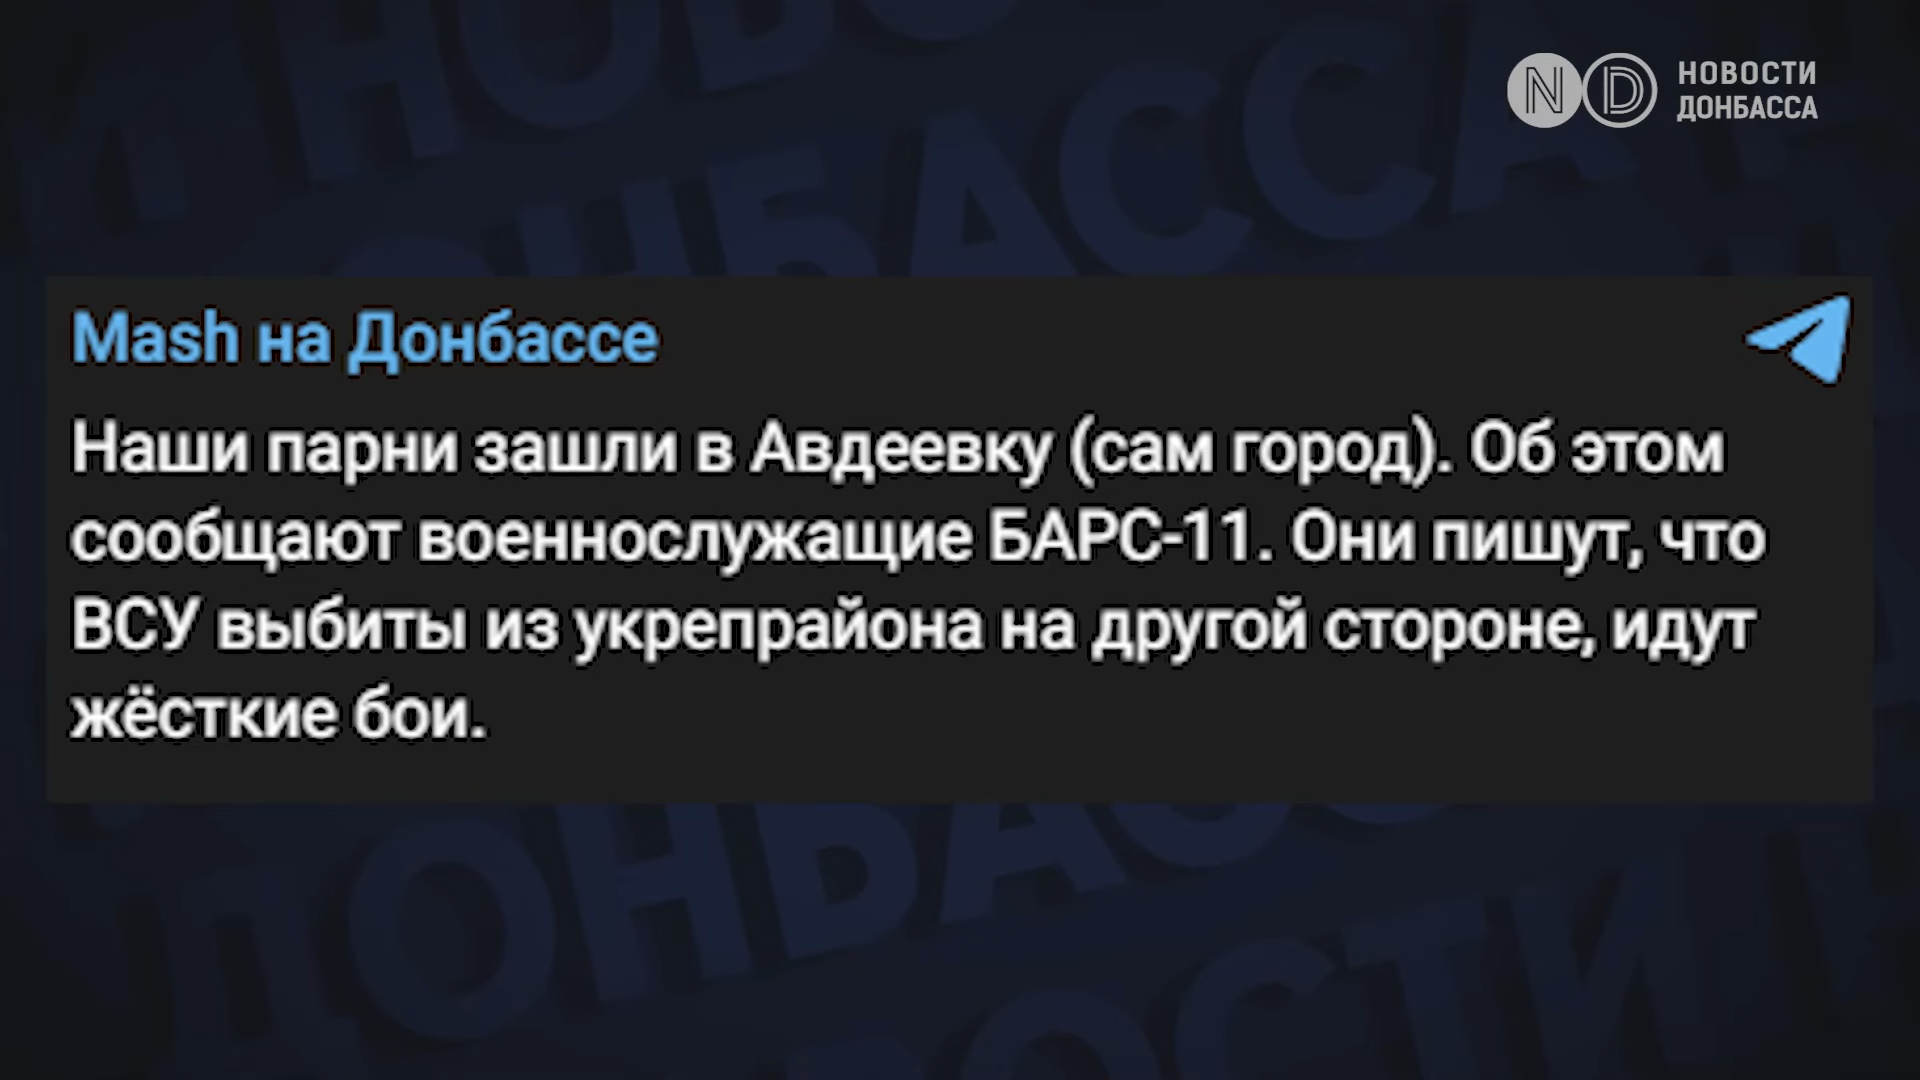 ND НОВОСТИ
ДОНБАССА
Mash на Донбассе
Наши парни зашли в Авдеевку (сам город). Об этом
сообщают военнослужащие БАРС-11. Они пишут, что
ВСУ выбиты из укрепрайона на другой стороне, идут
жёсткие бои.